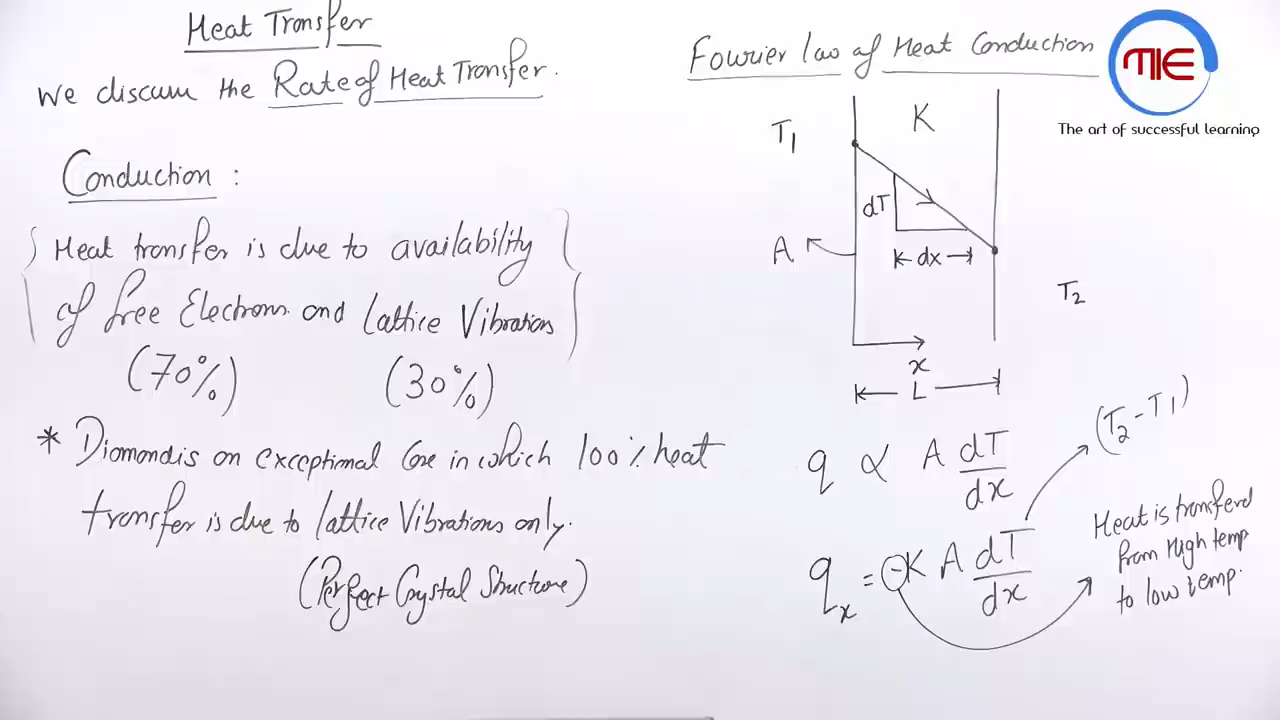 Heat Transfer
We discuss the Rate of Heat Transfer.
Conduction :
Heat transfer is due to availability
of free Electrons and lattice Vibrations
(70%) (30%)
* Diamond is an exceptional Case in which 100% heat
transfer is due to lattice Vibrations only.
(Perfect Crystal Structure)
Fourier law of Heat Conduction
MIE
The art of successful learning
T1
K
dT
A
dx
T2
x
L
q ∝ A dT/dx
(T2 - T1)
qx = -K A dT/dx
Heat is transferd
from High temp
to low temp.